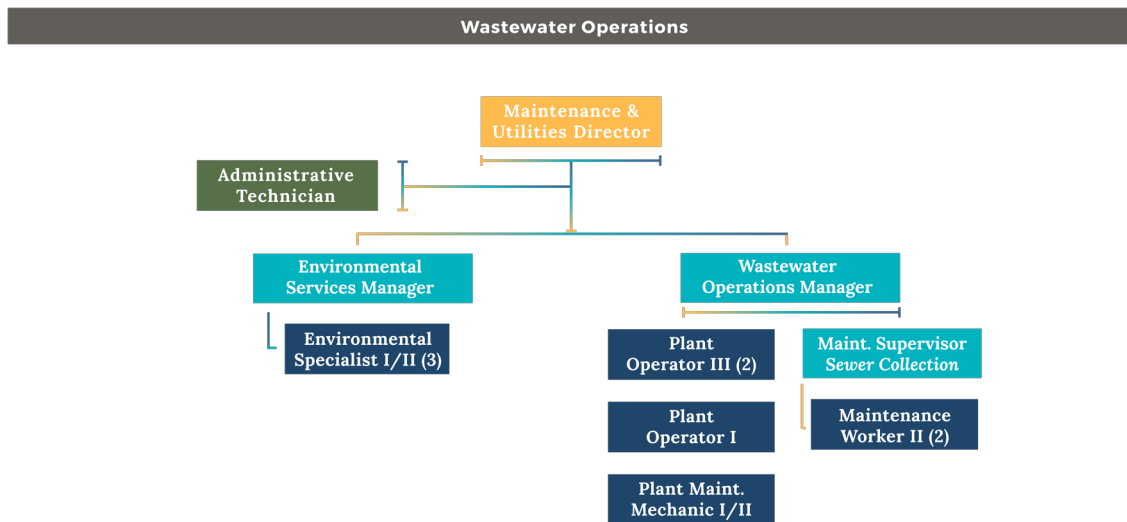 Wastewater Operations
Maintenance &
Utilities Director
Administrative
Technician
Environmental
Services Manager
Environmental
Specialist I/II (3)
Wastewater
Operations Manager
Plant
Operator III (2)
Plant
Operator I
Plant Maint.
Mechanic I/II
Maint. Supervisor
Sewer Collection
Maintenance
Worker II (2)